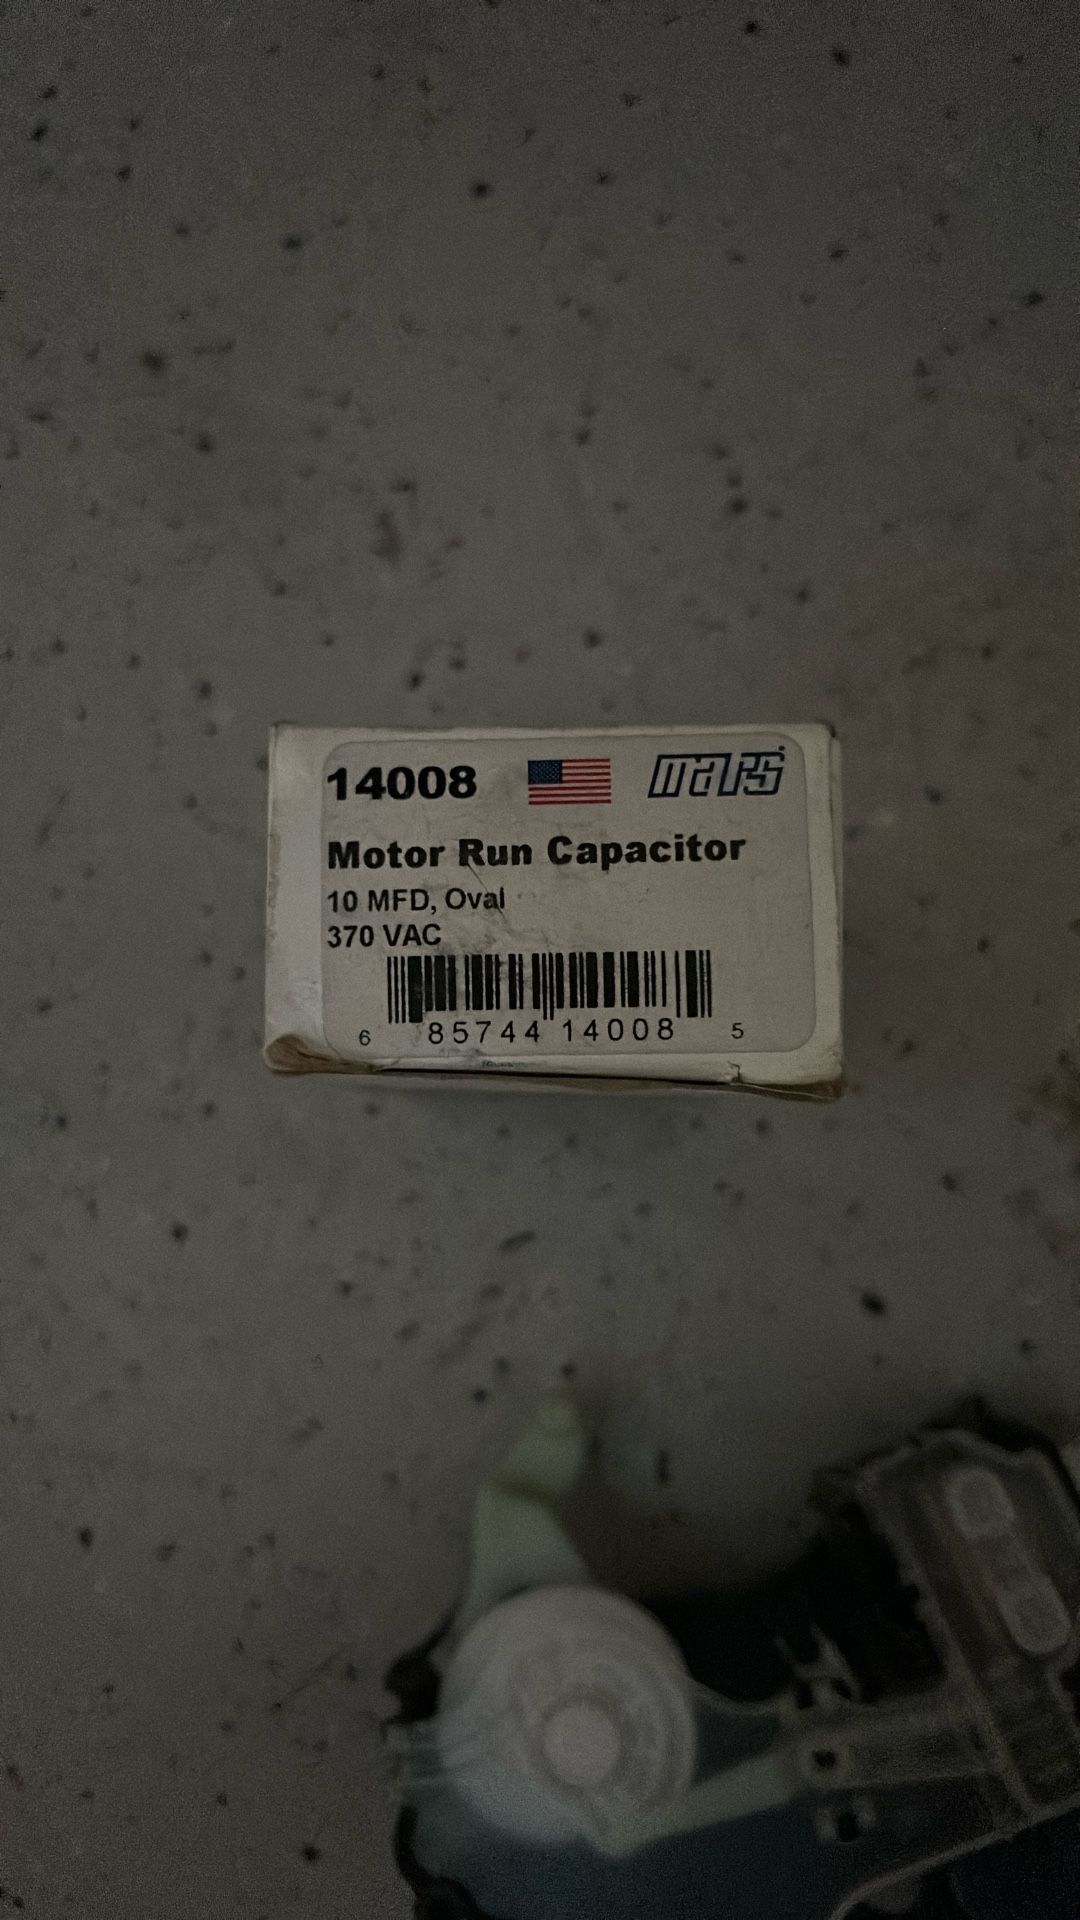 14008 mars
Motor Run Capacitor
10 MFD, Oval
370 VAC
6 85744 14008 5